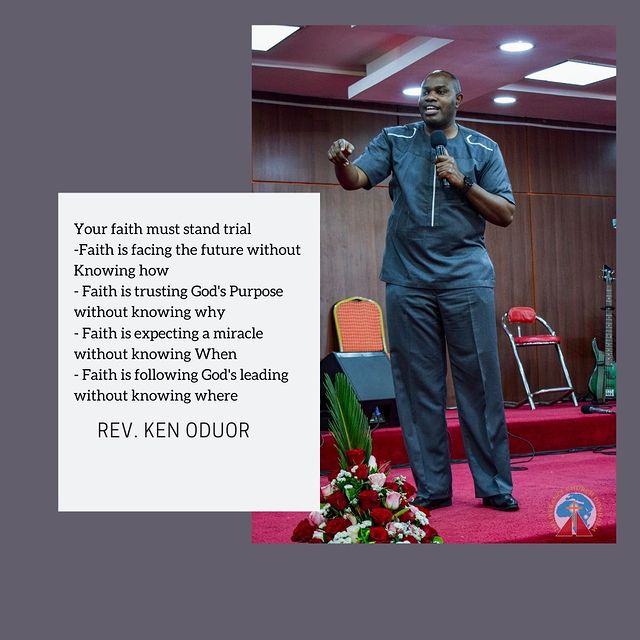 Your faith must stand trial
-Faith is facing the future without
Knowing how
- Faith is trusting God's Purpose
without knowing why
- Faith is expecting a miracle
without knowing When
- Faith is following God's leading
without knowing where
REV. KEN ODUOR